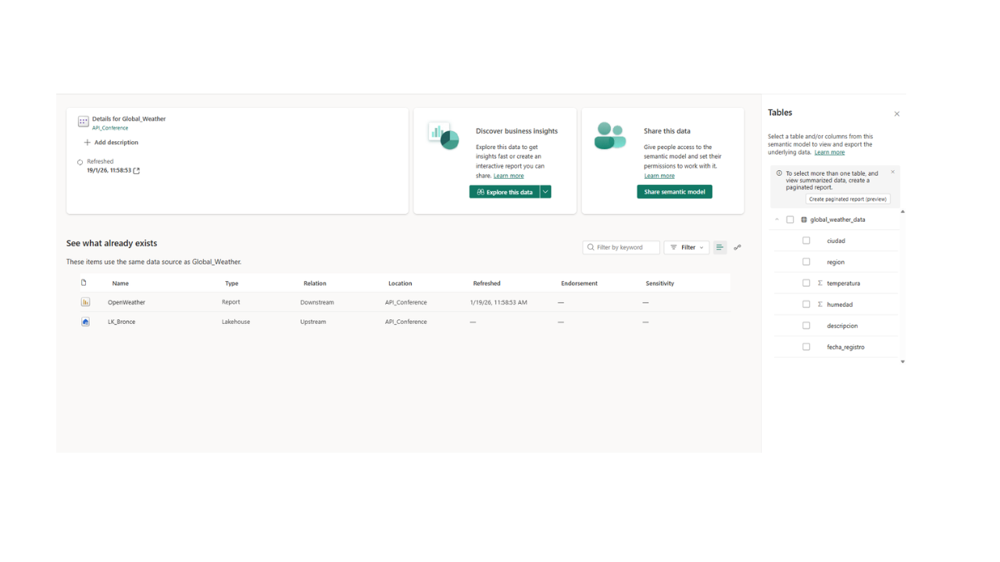 Details for Global_Weather
API_Conference
Add description
Refreshed
19/1/26, 11:58:53
Discover business insights
Explore this data to get
insights fast or create an
interactive report you can
share. Learn more
Explore this data
Share this data
Give people access to the
semantic model and set their
permissions to work with it.
Learn more
Share semantic model
See what already exists
These items use the same data source as Global_Weather.
Filter by keyword
Filter
Name Type Relation Location Refreshed Endorsement Sensitivity
OpenWeather Report Downstream API_Conference 1/19/26, 11:58:53 AM — —
LK_Bronce Lakehouse Upstream API_Conference — — —
Tables
Select a table and/or columns from this
semantic model to view and export the
underlying data. Learn more
To select more than one table, and
view summarized data, create a
paginated report.
Create paginated report (preview)
global_weather_data
ciudad
region
Σ temperatura
Σ humedad
descripcion
fecha_registro